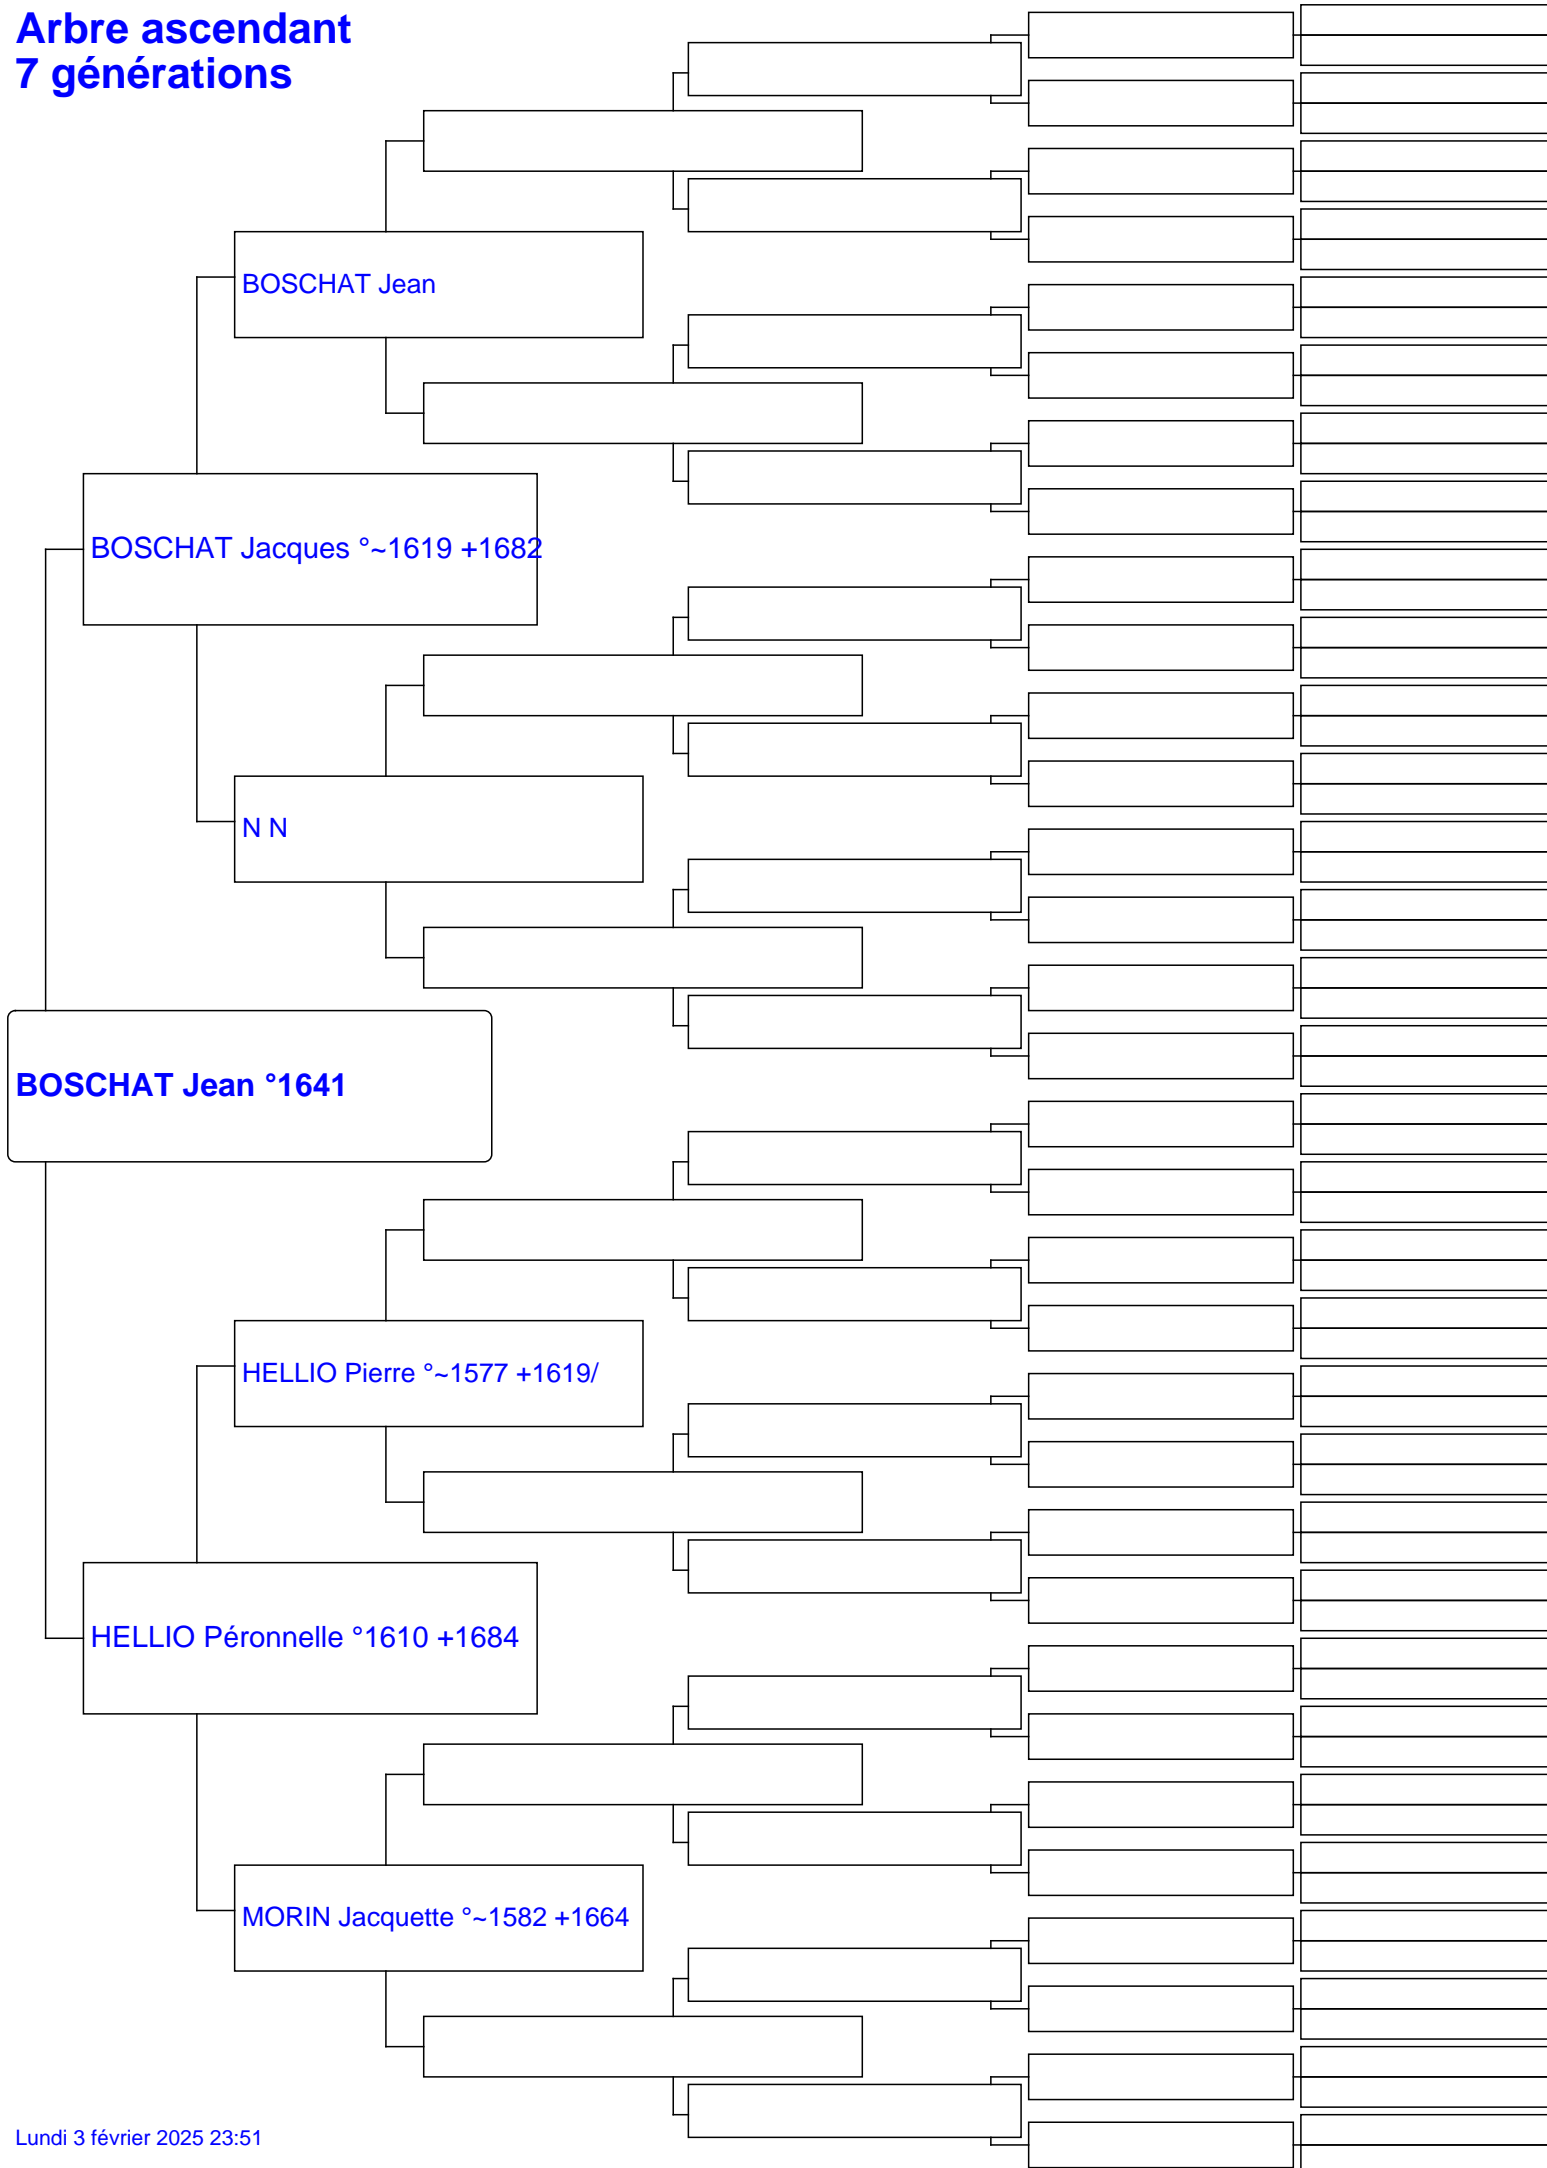 Arbre ascendant
7 générations
BOSCHAT Jean
BOSCHAT Jacques °~1619 +1682
N N
BOSCHAT Jean °1641
HELLIO Pierre °~1577 +1619/
HELLIO Péronnelle °1610 +1684
MORIN Jacquette °~1582 +1664
Lundi 3 février 2025 23:51